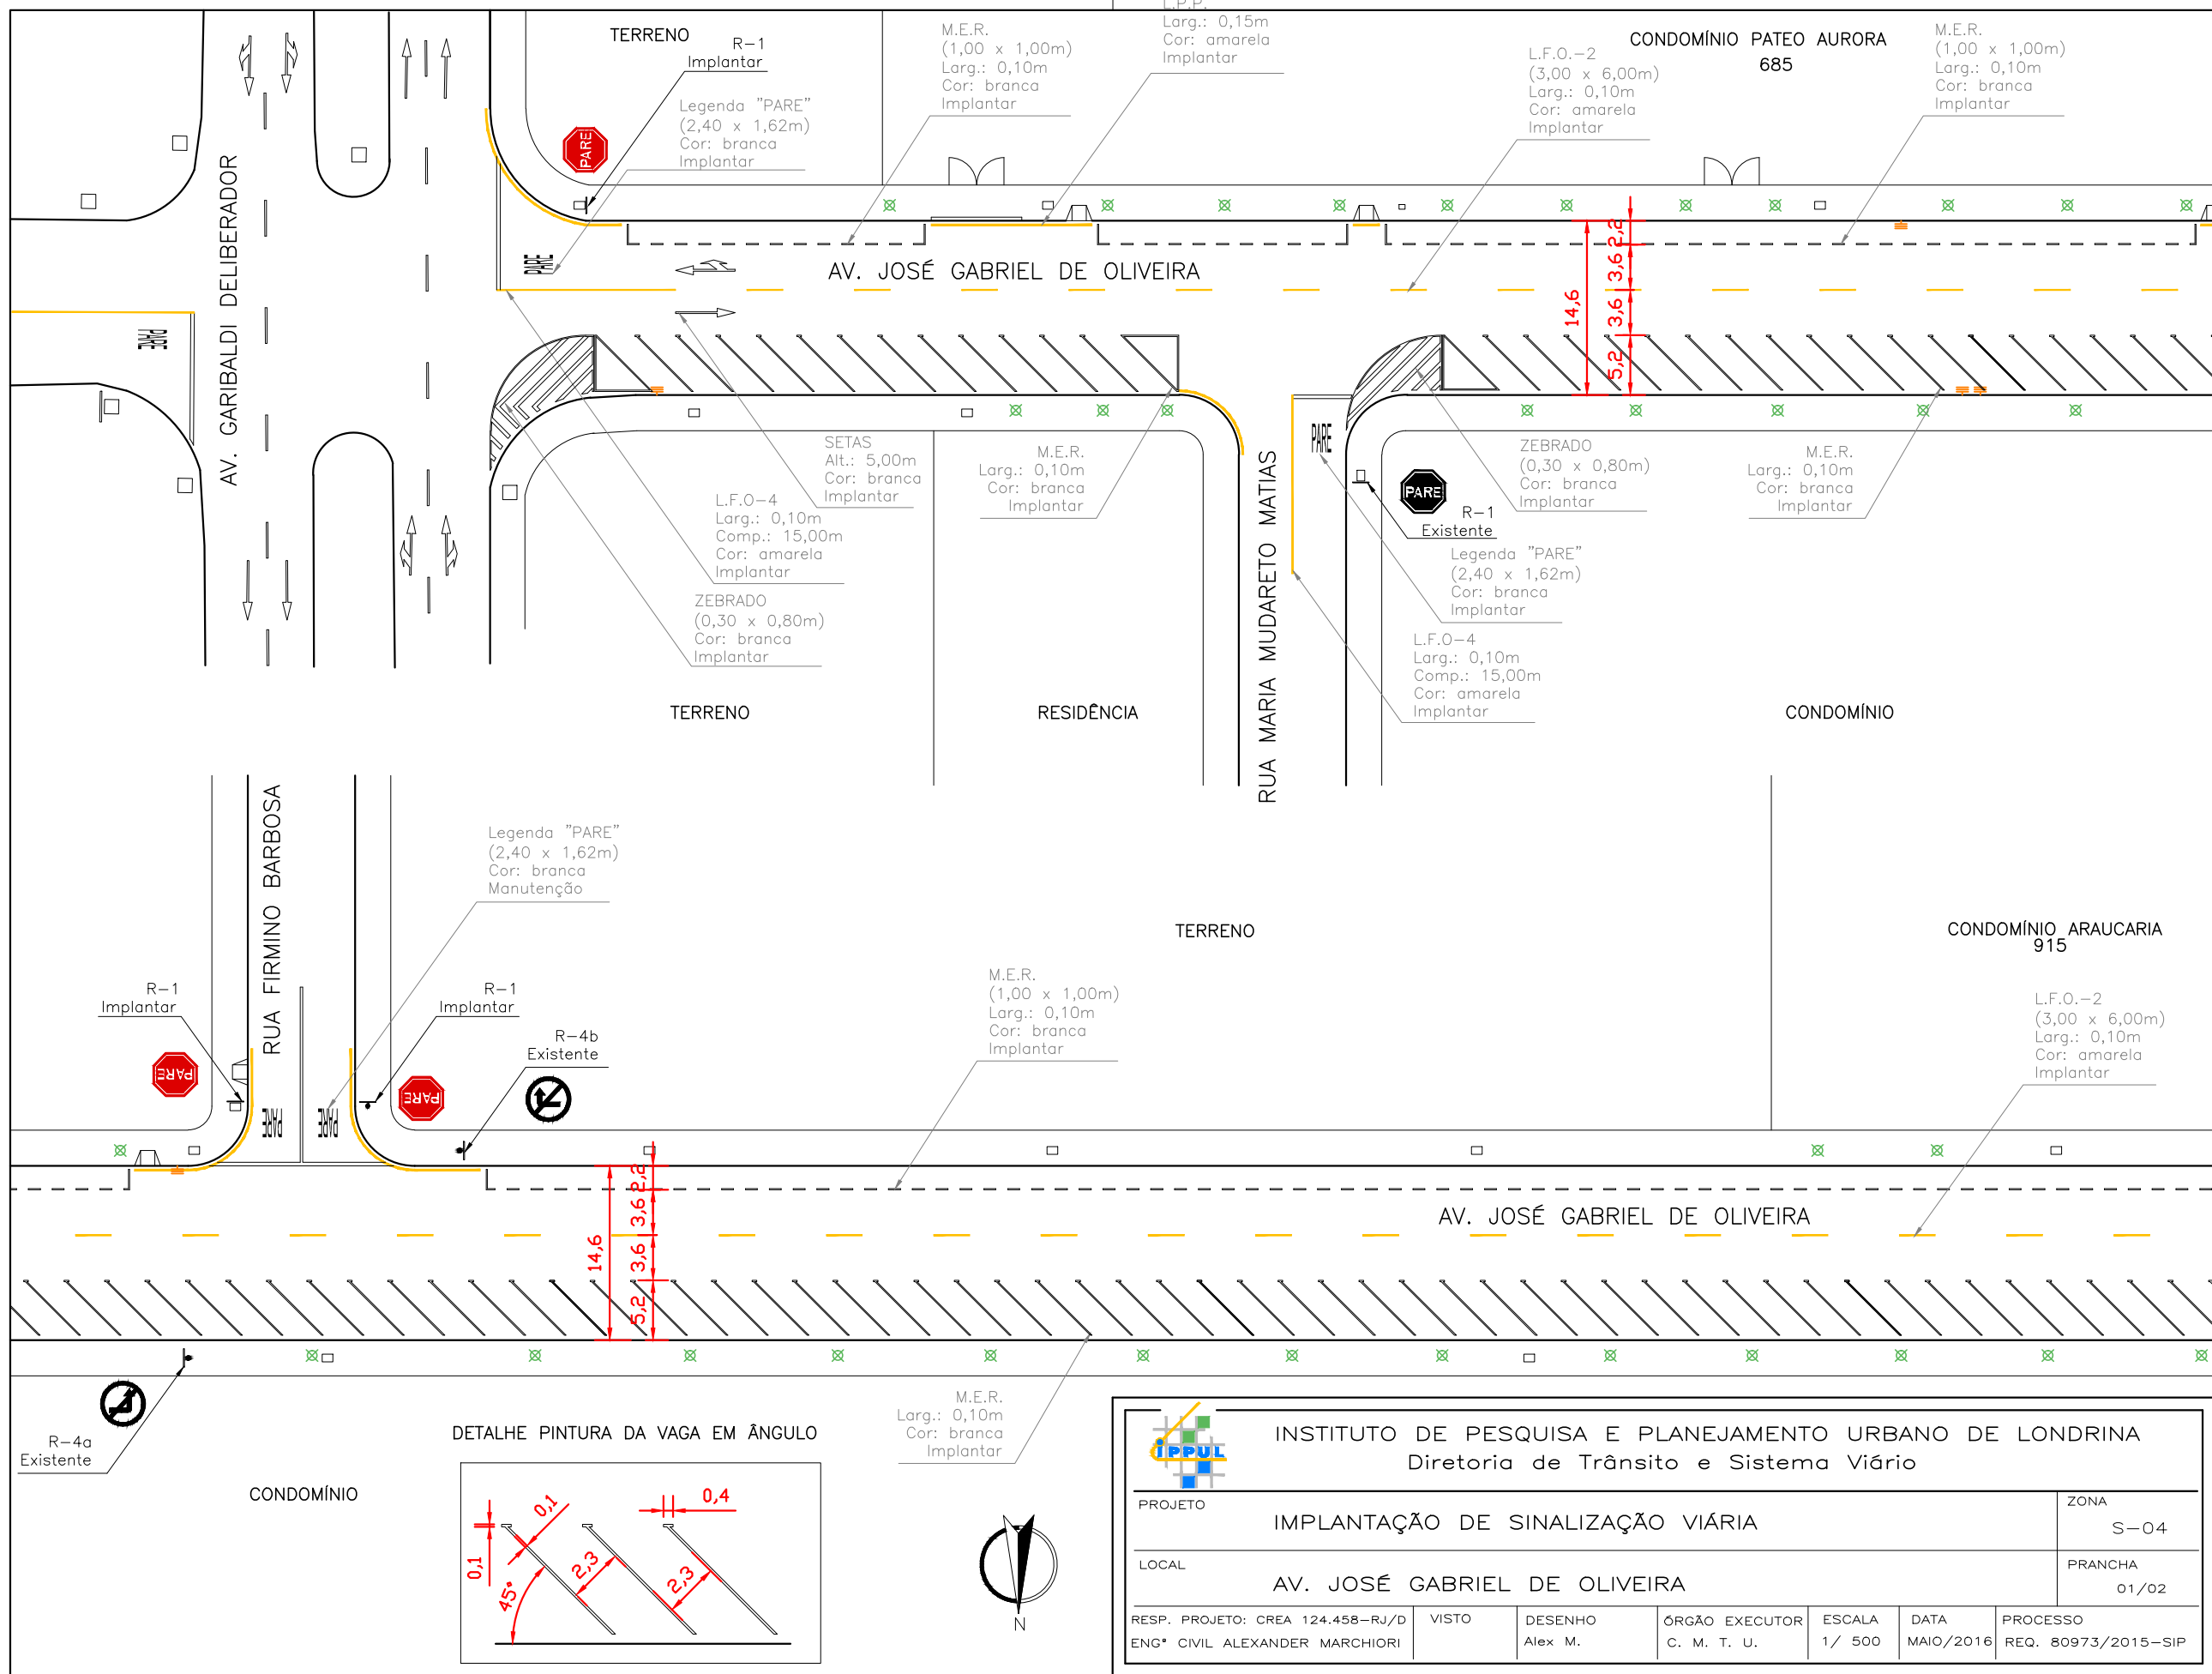 L.P.P.
Larg.: 0,15m
Cor: amarela
Implantar
TERRENO
R-1
Implantar
M.E.R.
(1,00 x 1,00m)
Larg.: 0,10m
Cor: branca
Implantar
L.F.O.-2
(3,00 x 6,00m)
Larg.: 0,10m
Cor: amarela
Implantar
CONDOMÍNIO PATEO AURORA
685
M.E.R.
(1,00 x 1,00m)
Larg.: 0,10m
Cor: branca
Implantar
Legenda "PARE"
(2,40 x 1,62m)
Cor: branca
Implantar
PARE
AV. GARIBALDI DELIBERADOR
PARE
AV. JOSÉ GABRIEL DE OLIVEIRA
14,6
2,2
3,6
3,6
5,2
PARE
SETAS
Alt.: 5,00m
Cor: branca
Implantar
L.F.O-4
Larg.: 0,10m
Comp.: 15,00m
Cor: amarela
Implantar
ZEBRADO
(0,30 x 0,80m)
Cor: branca
Implantar
M.E.R.
Larg.: 0,10m
Cor: branca
Implantar
RUA MARIA MUDARETO MATIAS
PARE
PARE
R-1
Existente
ZEBRADO
(0,30 x 0,80m)
Cor: branca
Implantar
M.E.R.
Larg.: 0,10m
Cor: branca
Implantar
Legenda "PARE"
(2,40 x 1,62m)
Cor: branca
Implantar
L.F.O-4
Larg.: 0,10m
Comp.: 15,00m
Cor: amarela
Implantar
TERRENO
RESIDÊNCIA
CONDOMÍNIO
RUA FIRMINO BARBOSA
Legenda "PARE"
(2,40 x 1,62m)
Cor: branca
Manutenção
TERRENO
CONDOMÍNIO ARAUCARIA
915
R-1
Implantar
R-1
Implantar
R-4b
Existente
M.E.R.
(1,00 x 1,00m)
Larg.: 0,10m
Cor: branca
Implantar
L.F.O.-2
(3,00 x 6,00m)
Larg.: 0,10m
Cor: amarela
Implantar
PARE
PARE
PARE
PARE
14,6
2,2
3,6
3,6
5,2
AV. JOSÉ GABRIEL DE OLIVEIRA
R-4a
Existente
CONDOMÍNIO
M.E.R.
Larg.: 0,10m
Cor: branca
Implantar
DETALHE PINTURA DA VAGA EM ÂNGULO
0,1
0,1
0,4
2,3
2,3
45°
N
IPPUL
INSTITUTO DE PESQUISA E PLANEJAMENTO URBANO DE LONDRINA
Diretoria de Trânsito e Sistema Viário
PROJETO
IMPLANTAÇÃO DE SINALIZAÇÃO VIÁRIA
ZONA
S-04
LOCAL
AV. JOSÉ GABRIEL DE OLIVEIRA
PRANCHA
01/02
RESP. PROJETO: CREA 124.458-RJ/D
ENGº CIVIL ALEXANDER MARCHIORI
VISTO
DESENHO
Alex M.
ÓRGÃO EXECUTOR
C. M. T. U.
ESCALA
1/ 500
DATA
MAIO/2016
PROCESSO
REQ. 80973/2015-SIP